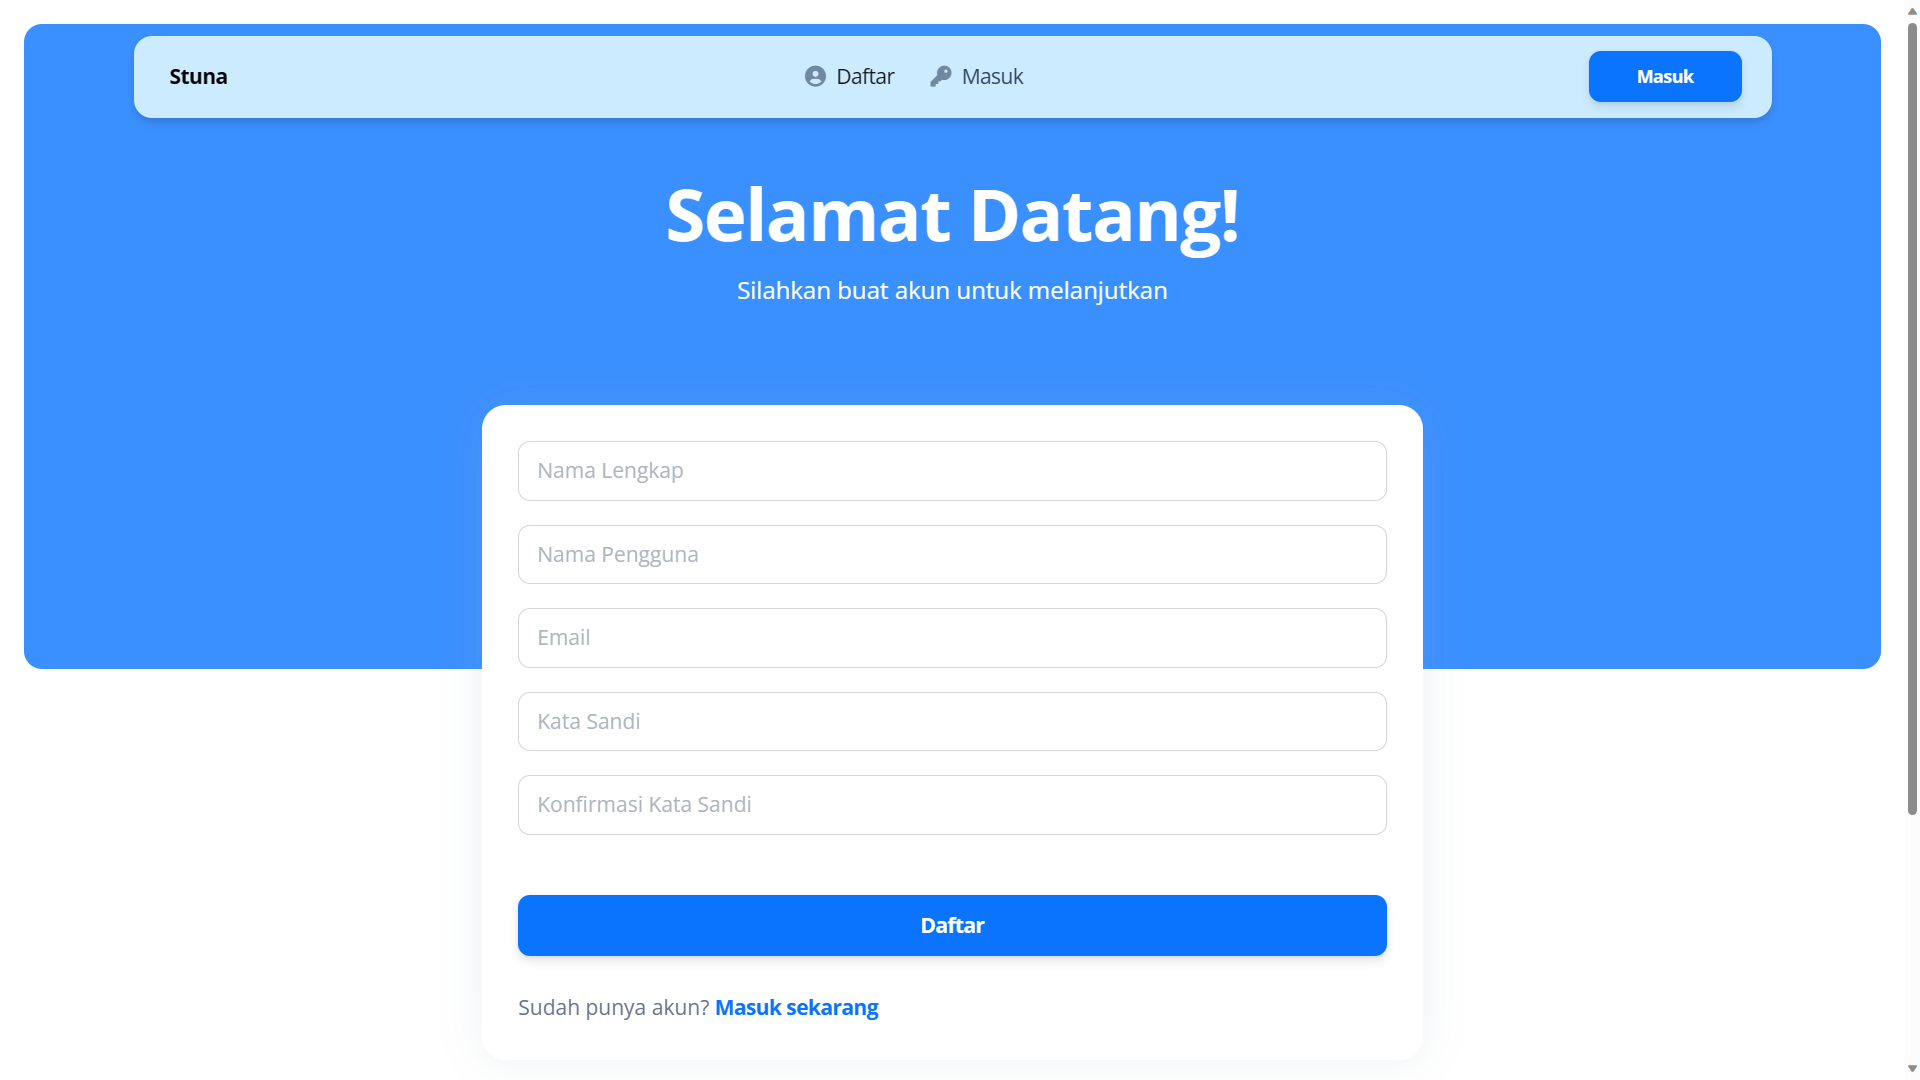 Stuna
Daftar
Masuk
Masuk
Selamat Datang!
Silahkan buat akun untuk melanjutkan
Nama Lengkap
Nama Pengguna
Email
Kata Sandi
Konfirmasi Kata Sandi
Daftar
Sudah punya akun? Masuk sekarang